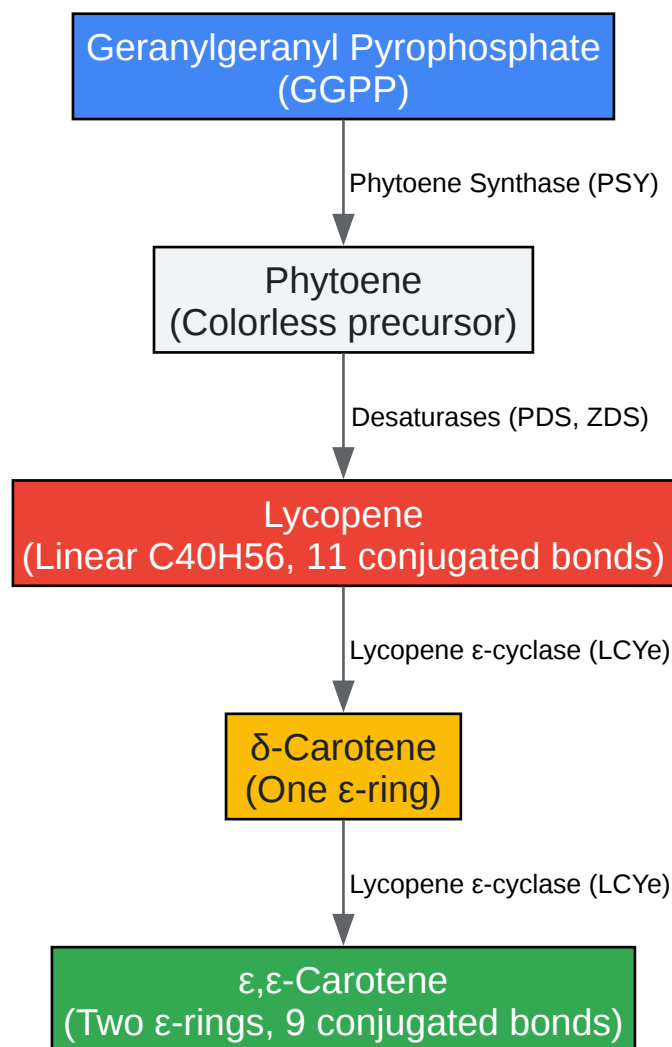 Geranylgeranyl Pyrophosphate
(GGPP)
Phytoene Synthase (PSY)
Phytoene
(Colorless precursor)
Desaturases (PDS, ZDS)
Lycopene
(Linear C40H56, 11 conjugated bonds)
Lycopene ε-cyclase (LCYe)
δ-Carotene
(One ε-ring)
Lycopene ε-cyclase (LCYe)
ε,ε-Carotene
(Two ε-rings, 9 conjugated bonds)